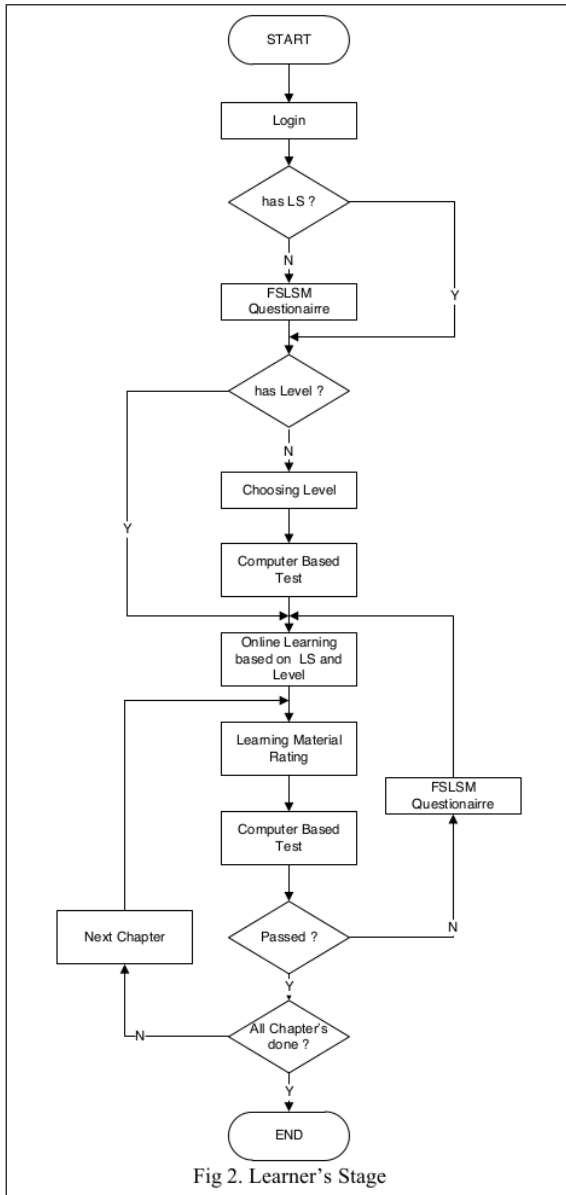 START
Login
has LS ?
N
Y
FSLSM
Questionairre
has Level ?
N
Y
Choosing Level
Computer Based
Test
Online Learning
based on LS and
Level
Learning Material
Rating
FSLSM
Questionairre
Computer Based
Test
Next Chapter
Passed ?
N
Y
All Chapter's
done ?
N
Y
END
Fig 2. Learner's Stage